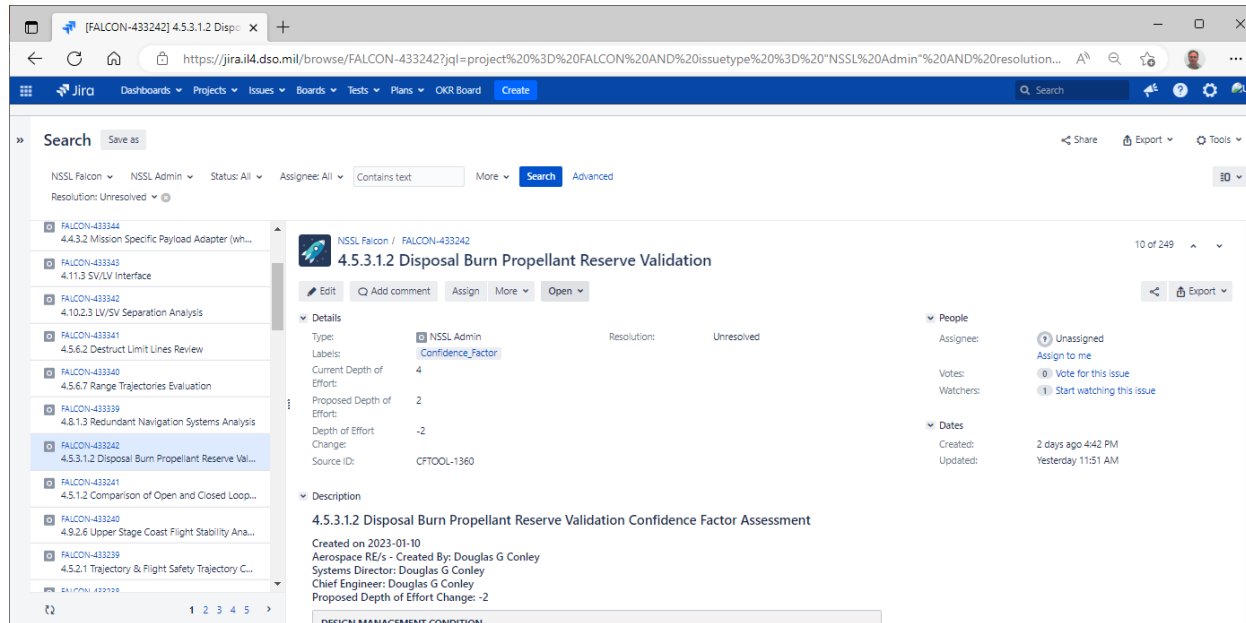 [FALCON-433242] 4.5.3.1.2 Dispo
https://jira.il4.dso.mil/browse/FALCON-433242?jql=project%20%3D%20FALCON%20AND%20issuetype%20%3D%20"NSSL%20Admin"%20AND%20resolution...
Jira Dashboards Projects Issues Boards Tests Plans OKR Board Create Search
Search Save as Share Export Tools
NSSL Falcon NSSL Admin Status: All Assignee: All Contains text More Search Advanced
Resolution: Unresolved
FALCON-433344
4.4.3.2 Mission Specific Payload Adapter (wh...
FALCON-433343
4.11.3 SV/LV Interface
FALCON-433342
4.10.2.3 LV/SV Separation Analysis
FALCON-433341
4.5.6.2 Destruct Limit Lines Review
FALCON-433340
4.5.6.7 Range Trajectories Evaluation
FALCON-433339
4.8.1.3 Redundant Navigation Systems Analysis
FALCON-433242
4.5.3.1.2 Disposal Burn Propellant Reserve Val...
FALCON-433241
4.5.1.2 Comparison of Open and Closed Loop...
FALCON-433240
4.9.2.6 Upper Stage Coast Flight Stability Ana...
FALCON-433239
4.5.2.1 Trajectory & Flight Safety Trajectory C...
FALCON-433238
1 2 3 4 5
NSSL Falcon / FALCON-433242
10 of 249
4.5.3.1.2 Disposal Burn Propellant Reserve Validation
Edit Add comment Assign More Open Export
Details
Type: NSSL Admin Resolution: Unresolved
Labels: Confidence_Factor
Current Depth of Effort: 4
Proposed Depth of Effort: 2
Depth of Effort Change: -2
Source ID: CFTOOL-1360
People
Assignee: Unassigned
Assign to me
Votes: 0 Vote for this issue
Watchers: 1 Start watching this issue
Dates
Created: 2 days ago 4:42 PM
Updated: Yesterday 11:51 AM
Description
4.5.3.1.2 Disposal Burn Propellant Reserve Validation Confidence Factor Assessment
Created on 2023-01-10
Aerospace RE/s - Created By: Douglas G Conley
Systems Director: Douglas G Conley
Chief Engineer: Douglas G Conley
Proposed Depth of Effort Change: -2
DESIGN MANAGEMENT CONDITION